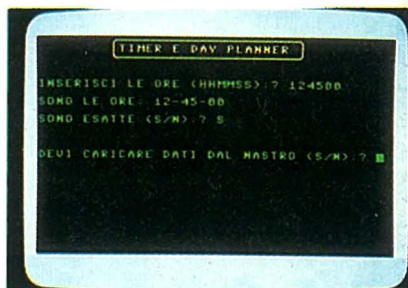 TIMER E DAY PLANNER
INSERISCI LE ORE (HHMMSS):? 124500
SONO LE ORE: 12-45-00
SONO ESATTE (S/N):? S
DEVI CARICARE DATI DAL NASTRO (S/N):?